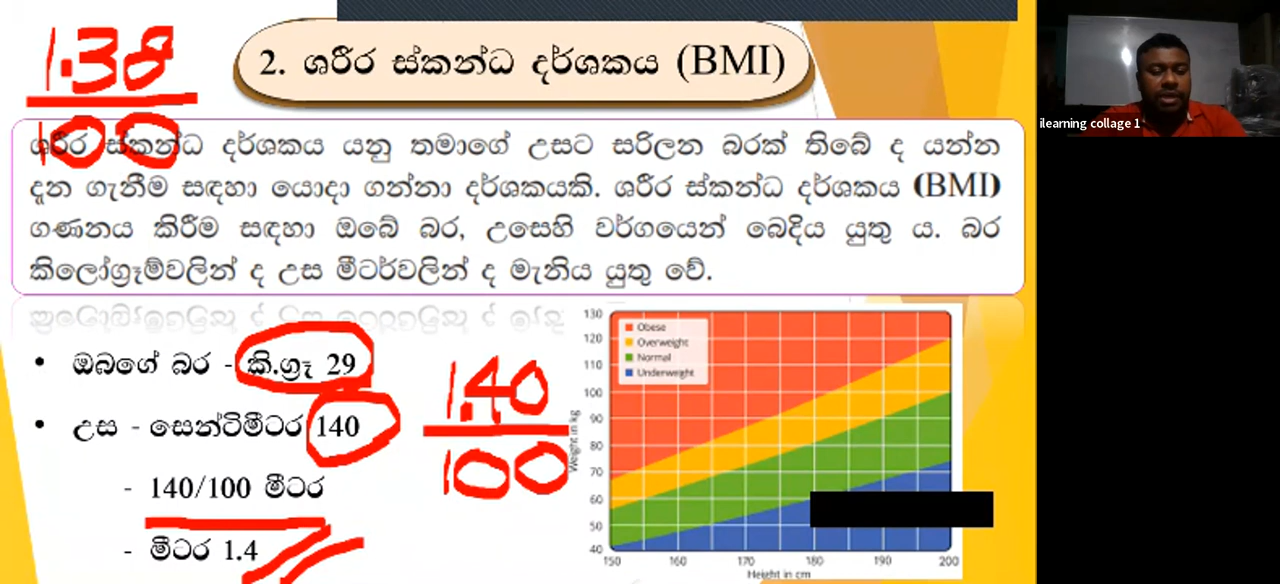 1.38
100
2. ශරීර ස්කන්ධ දර්ශකය (BMI)
ශරීර ස්කන්ධ දර්ශකය යනු තමාගේ උසට සරිලන බරක් තිබේ ද යන්න
දැන ගැනීම සඳහා යොදා ගන්නා දර්ශකයකි. ශරීර ස්කන්ධ දර්ශකය (BMI)
ගණනය කිරීම සඳහා ඔබේ බර, උසෙහි වර්ගයෙන් බෙදිය යුතු ය. බර
කිලෝග්‍රෑම්වලින් ද උස මීටර්වලින් ද මැනිය යුතු වේ.
• ඔබගේ බර - කි.ග්‍රෑ 29
• උස - සෙන්ටිමීටර 140
- 140/100 මීටර
- මීටර 1.4
1.40
100
Obese
Overweight
Normal
Underweight
Weight in kg
130
120
110
100
90
80
70
60
50
40
150 160 170 180 190 200
Height in cm
ilearning collage 1